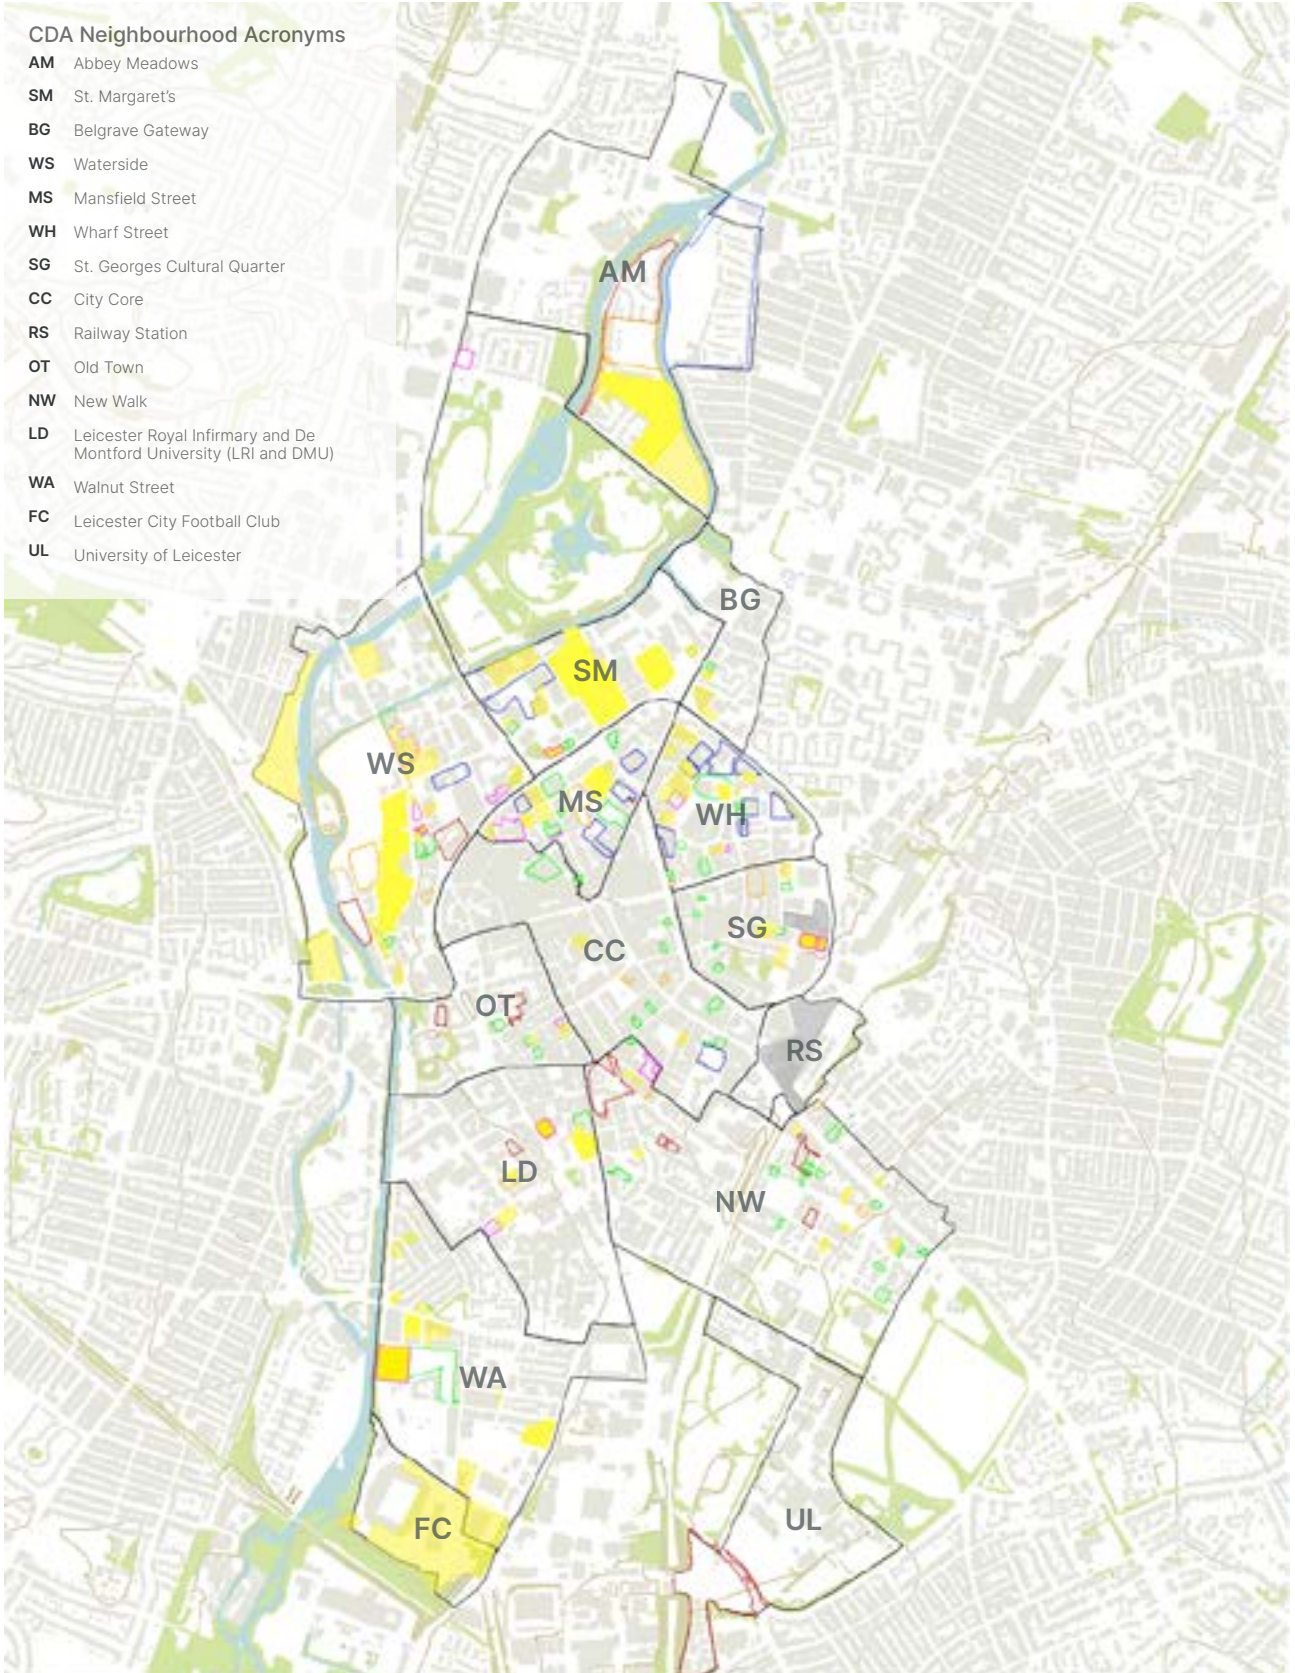 CDA Neighbourhood Acronyms
AM Abbey Meadows
SM St. Margaret's
BG Belgrave Gateway
WS Waterside
MS Mansfield Street
WH Wharf Street
SG St. Georges Cultural Quarter
CC City Core
RS Railway Station
OT Old Town
NW New Walk
LD Leicester Royal Infirmary and De
Montford University (LRI and DMU)
WA Walnut Street
FC Leicester City Football Club
UL University of Leicester
AM
BG
SM
WS
MS
WH
SG
CC
OT
RS
LD
NW
WA
UL
FC